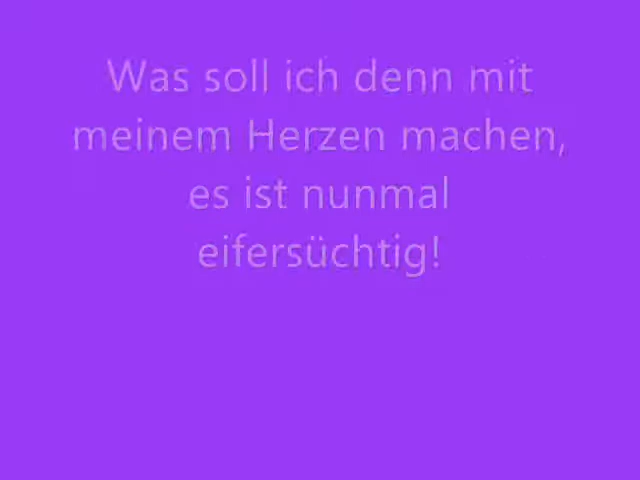 Was soll ich denn mit
meinem Herzen machen,
es ist nunmal
eifersüchtig!